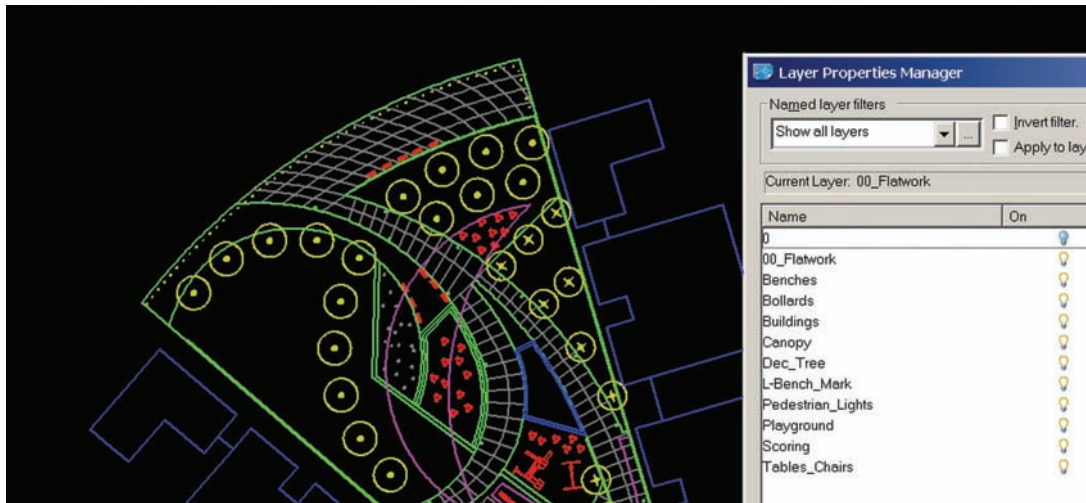 Layer Properties Manager
Named layer filters
Show all layers
...
Invert filter.
Apply to lay
Current Layer: 00_Flatwork
Name On
0
00_Flatwork
Benches
Bollards
Buildings
Canopy
Dec_Tree
L-Bench_Mark
Pedestrian_Lights
Playground
Scoring
Tables_Chairs